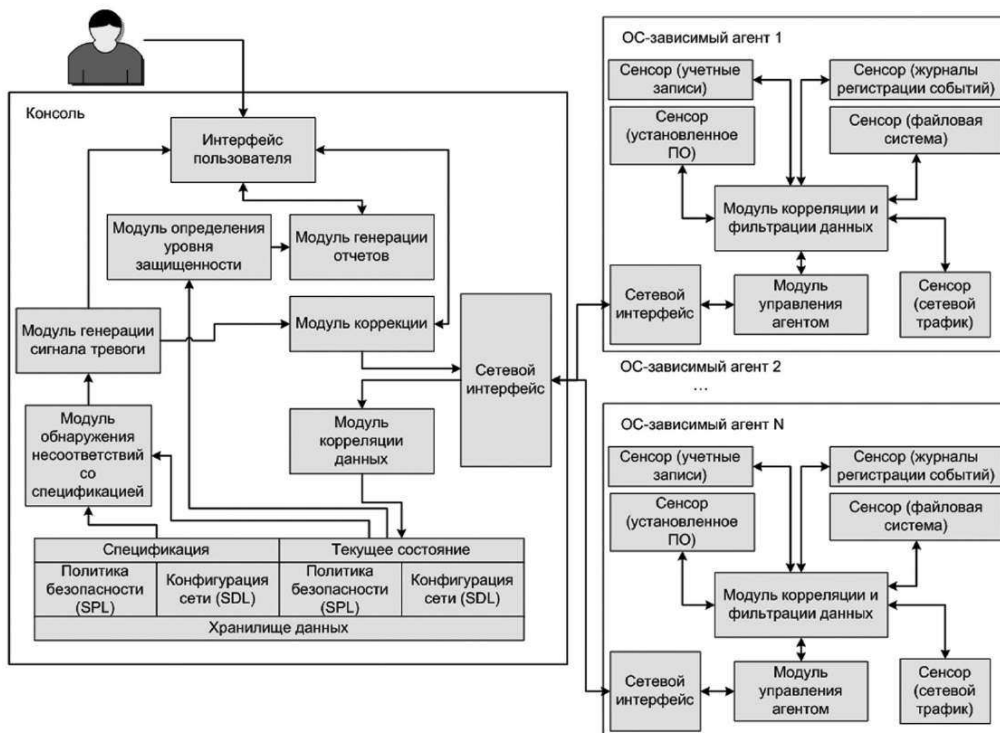 Консоль
Интерфейс
пользователя
Модуль определения
уровня
защищенности
Модуль генерации
отчетов
Модуль генерации
сигнала тревоги
Модуль коррекции
Сетевой
интерфейс
Модуль
обнаружения
несоответствий
со
спецификацией
Модуль
корреляции
данных
Спецификация
Текущее состояние
Политика
безопасности
(SPL)
Конфигурация
сети (SDL)
Политика
безопасности
(SPL)
Конфигурация
сети (SDL)
Хранилище данных
ОС-зависимый агент 1
Сенсор (учетные
записи)
Сенсор (журналы
регистрации событий)
Сенсор
(установленное
ПО)
Сенсор (файловая
система)
Модуль корреляции и
фильтрации данных
Сетевой
интерфейс
Модуль
управления
агентом
Сенсор
(сетевой
трафик)
ОС-зависимый агент 2
...
ОС-зависимый агент N
Сенсор (учетные
записи)
Сенсор (журналы
регистрации событий)
Сенсор
(установленное
ПО)
Сенсор (файловая
система)
Модуль корреляции и
фильтрации данных
Сетевой
интерфейс
Модуль
управления
агентом
Сенсор
(сетевой
трафик)